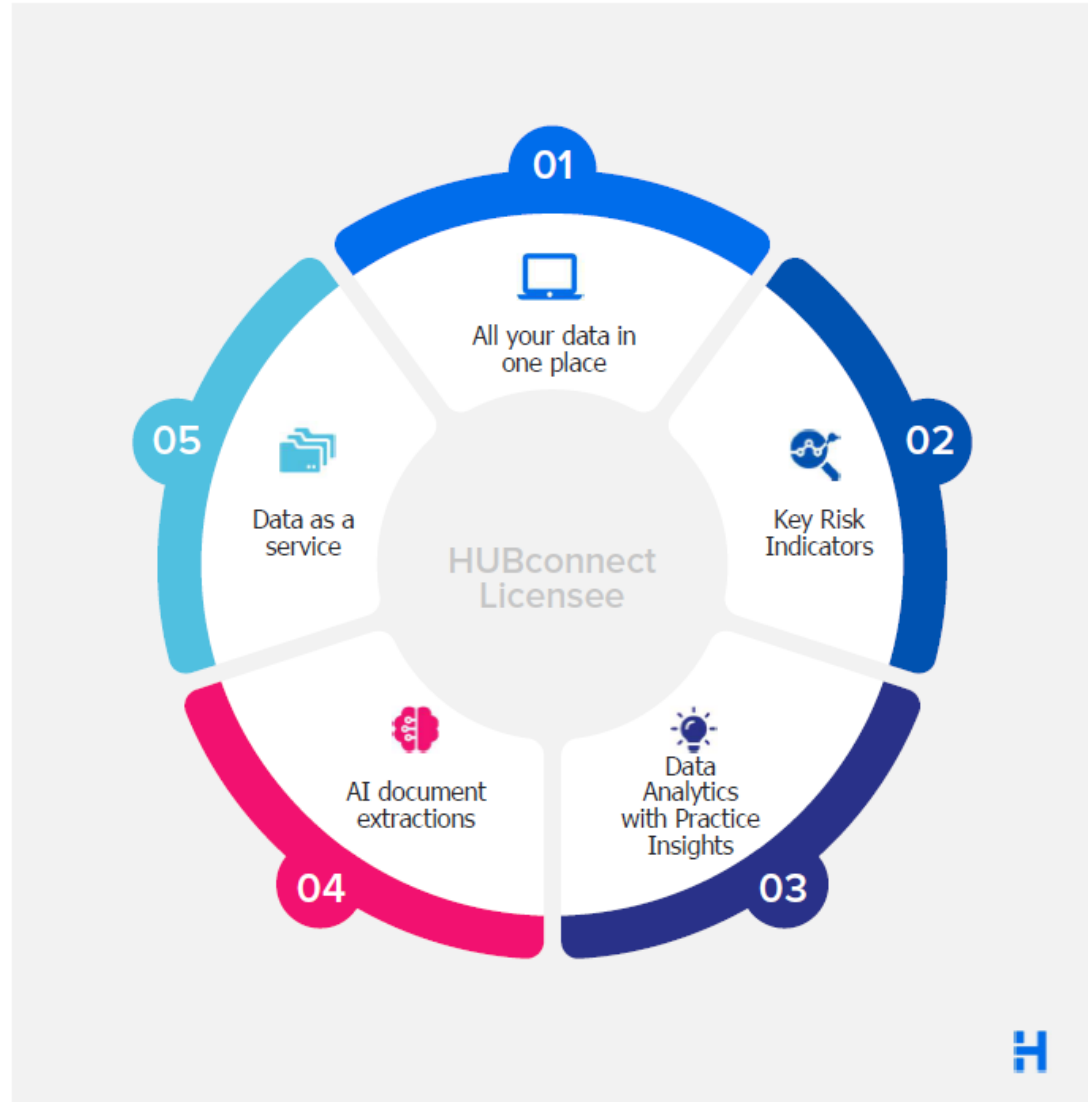 01
All your data in
one place
02
Key Risk
Indicators
03
Data
Analytics
with Practice
Insights
04
AI document
extractions
05
Data as a
service
HUBconnect
Licensee
H